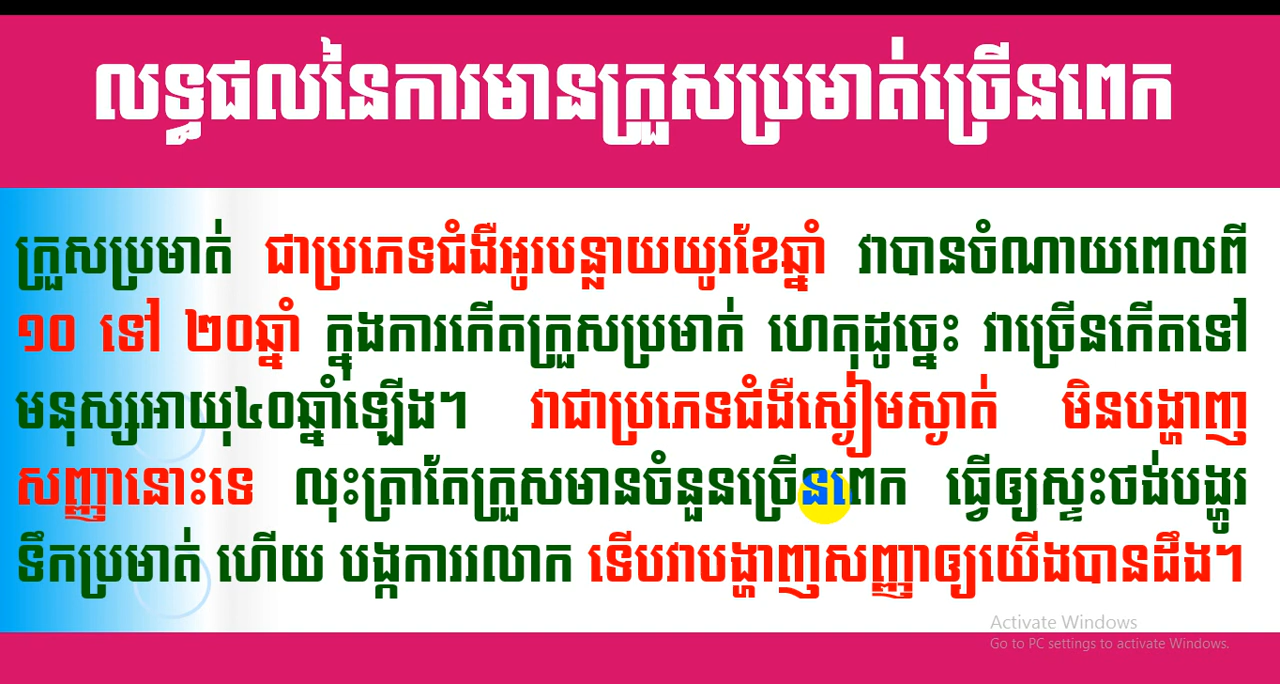 លទ្ធផលនៃការមានក្រួសប្រមាត់ច្រើនពេក
ក្រួសប្រមាត់ ជាប្រភេទជំងឺអូរបន្លាយយូរខែឆ្នាំ វាបានចំណាយពេលពី
១០ ទៅ ២០ឆ្នាំ ក្នុងការកើតក្រួសប្រមាត់ ហេតុដូច្នេះ វាច្រើនកើតទៅ
មនុស្សអាយុ៤០ឆ្នាំឡើង។ វាជាប្រភេទជំងឺស្ងៀមស្ងាត់ មិនបង្ហាញ
សញ្ញានោះទេ លុះត្រាតែក្រួសមានចំនួនច្រើនពេក ធ្វើឲ្យស្ទះថង់បង្ហូរ
ទឹកប្រមាត់ ហើយ បង្កការរលាក ទើបវាបង្ហាញសញ្ញាឲ្យយើងបានដឹង។
Activate Windows
Go to PC settings to activate Windows.